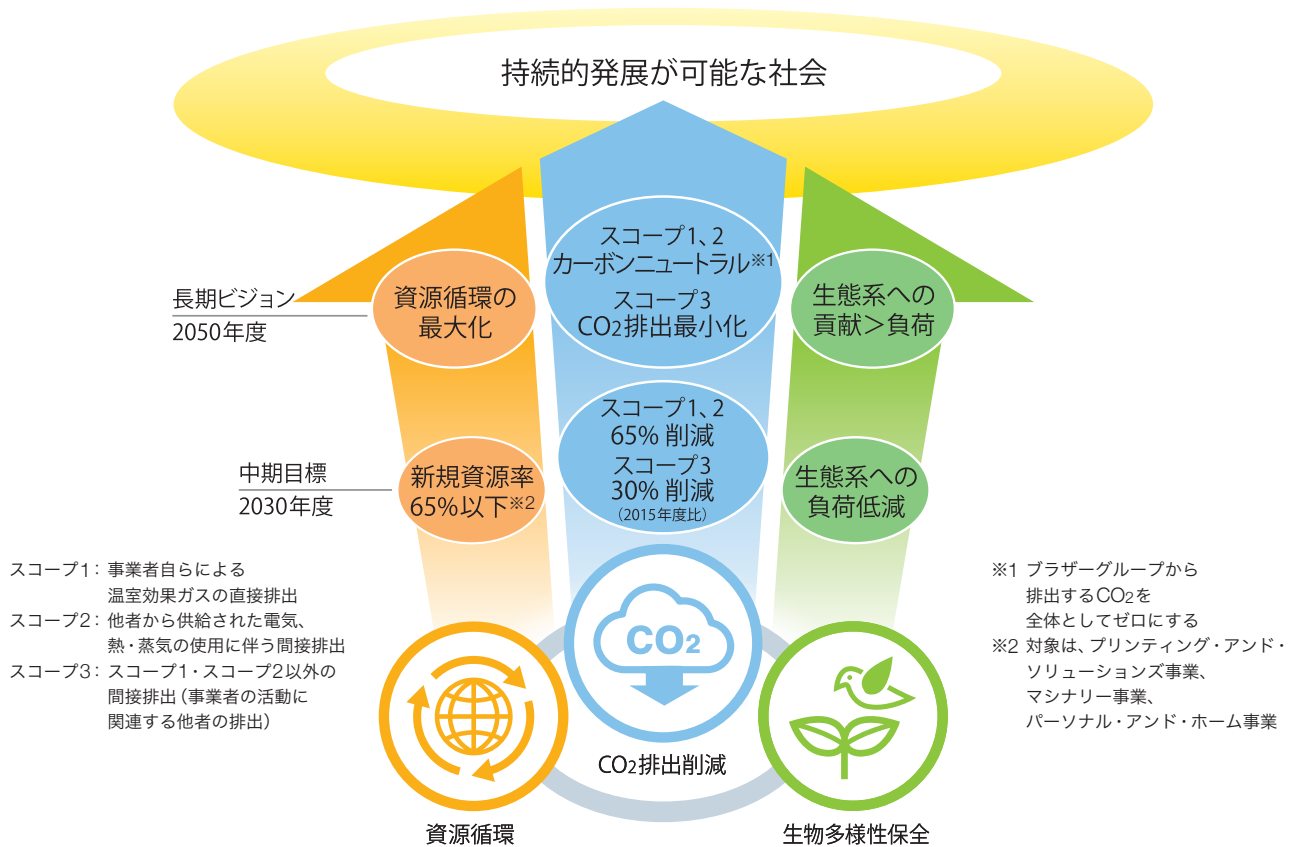 持続的発展が可能な社会
長期ビジョン
2050年度
資源循環の
最大化
スコープ1、2
カーボンニュートラル※1
スコープ3
CO2排出最小化
生態系への
貢献＞負荷
中期目標
2030年度
新規資源率
65%以下※2
スコープ1、2
65% 削減
スコープ3
30% 削減
（2015年度比）
生態系への
負荷低減
スコープ1： 事業者自らによる
温室効果ガスの直接排出
スコープ2： 他者から供給された電気、
熱・蒸気の使用に伴う間接排出
スコープ3： スコープ1・スコープ2以外の
間接排出（事業者の活動に
関連する他者の排出）
※1 ブラザーグループから
排出するCO2を
全体としてゼロにする
※2 対象は、プリンティング・アンド・
ソリューションズ事業、
マシナリー事業、
パーソナル・アンド・ホーム事業
CO2
資源循環
CO2排出削減
生物多様性保全